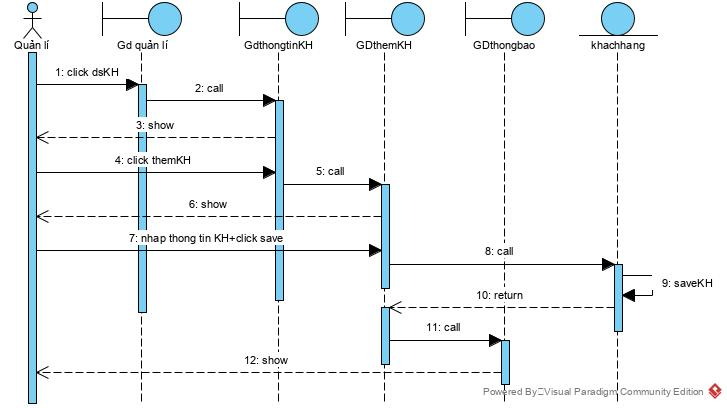 Quản lí
Gd quản lí
GdthongtinKH
GDthemKH
GDthongbao
khachhang
1: click dsKH
2: call
3: show
4: click themKH
5: call
6: show
7: nhap thong tin KH+click save
8: call
9: saveKH
10: return
11: call
12: show
Powered By Visual Paradigm Community Edition